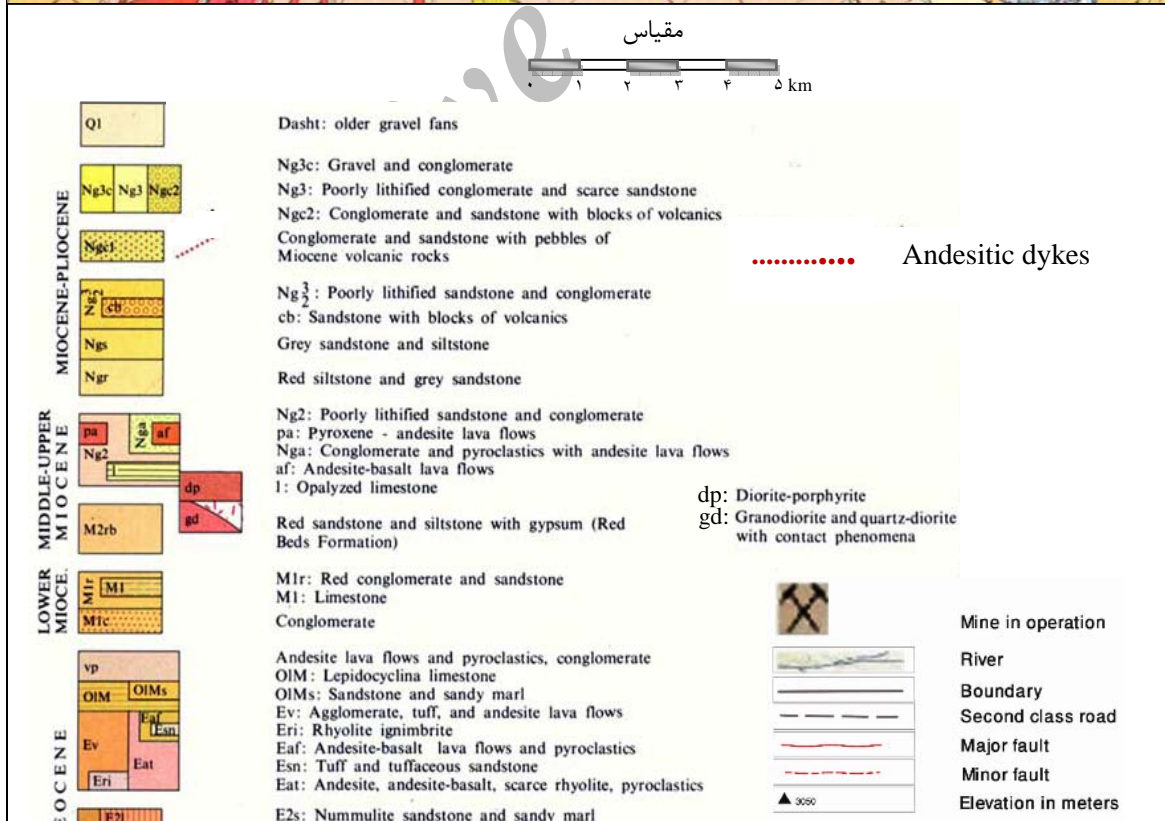 مقیاس
۰ ۱ ۲ ۳ ۴ ۵ km
Q1
Dasht: older gravel fans
MIOCENE-PLIOCENE
Ng3c Ng3 Ngc2
Ng3c: Gravel and conglomerate
Ng3: Poorly lithified conglomerate and scarce sandstone
Ngc2: Conglomerate and sandstone with blocks of volcanics
Ngc1
Conglomerate and sandstone with pebbles of
Miocene volcanic rocks
Andesitic dykes
Ng3/2 cb
Ng3/2: Poorly lithified sandstone and conglomerate
cb: Sandstone with blocks of volcanics
Ngs
Grey sandstone and siltstone
Ngr
Red siltstone and grey sandstone
MIDDLE-UPPER
MIOCENE
pa Nga af
Ng2
l
Ng2: Poorly lithified sandstone and conglomerate
pa: Pyroxene - andesite lava flows
Nga: Conglomerate and pyroclastics with andesite lava flows
af: Andesite-basalt lava flows
l: Opalyzed limestone
dp
gd
dp: Diorite-porphyrite
gd: Granodiorite and quartz-diorite
with contact phenomena
M2rb
Red sandstone and siltstone with gypsum (Red
Beds Formation)
LOWER
MIOCE.
M1r M1
M1c
M1r: Red conglomerate and sandstone
M1: Limestone
Conglomerate
vp
OlM OlMs
Eaf
Esn
Ev Eat
Eri
Andesite lava flows and pyroclastics, conglomerate
OlM: Lepidocyclina limestone
OlMs: Sandstone and sandy marl
Ev: Agglomerate, tuff, and andesite lava flows
Eri: Rhyolite ignimbrite
Eaf: Andesite-basalt lava flows and pyroclastics
Esn: Tuff and tuffaceous sandstone
Eat: Andesite, andesite-basalt, scarce rhyolite, pyroclastics
OCENE
E2l
E2s: Nummulite sandstone and sandy marl
Mine in operation
River
Boundary
Second class road
Major fault
Minor fault
▲ 3050
Elevation in meters